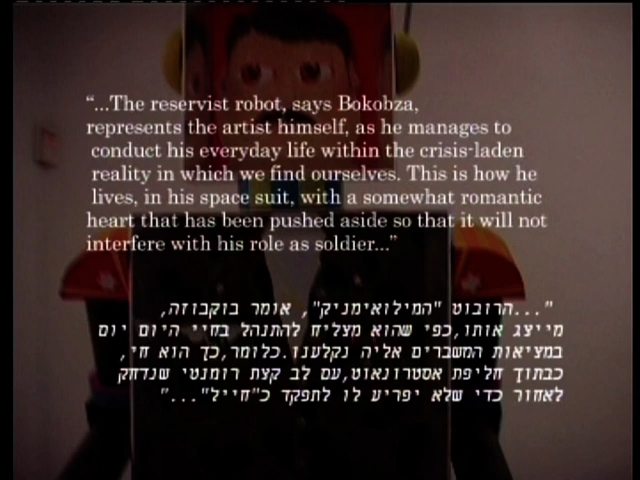 “...The reservist robot, says Bokobza,
represents the artist himself, as he manages to
conduct his everyday life within the crisis-laden
reality in which we find ourselves. This is how he
lives, in his space suit, with a somewhat romantic
heart that has been pushed aside so that it will not
interfere with his role as soldier...”
"...הרובוט "המילואימניק", אומר בוקבוזה,
מייצג אותו,כפי שהוא מצליח להתנהל בחיי היום יום
במציאות המשברים אליה נקלענו.כלומר,כך הוא חי,
כבתוך חליפת אסטרונאוט,עם לב קצת רומנטי שנדחק
לאחור כדי שלא יפריע לו לתפקד כ"חייל"..."